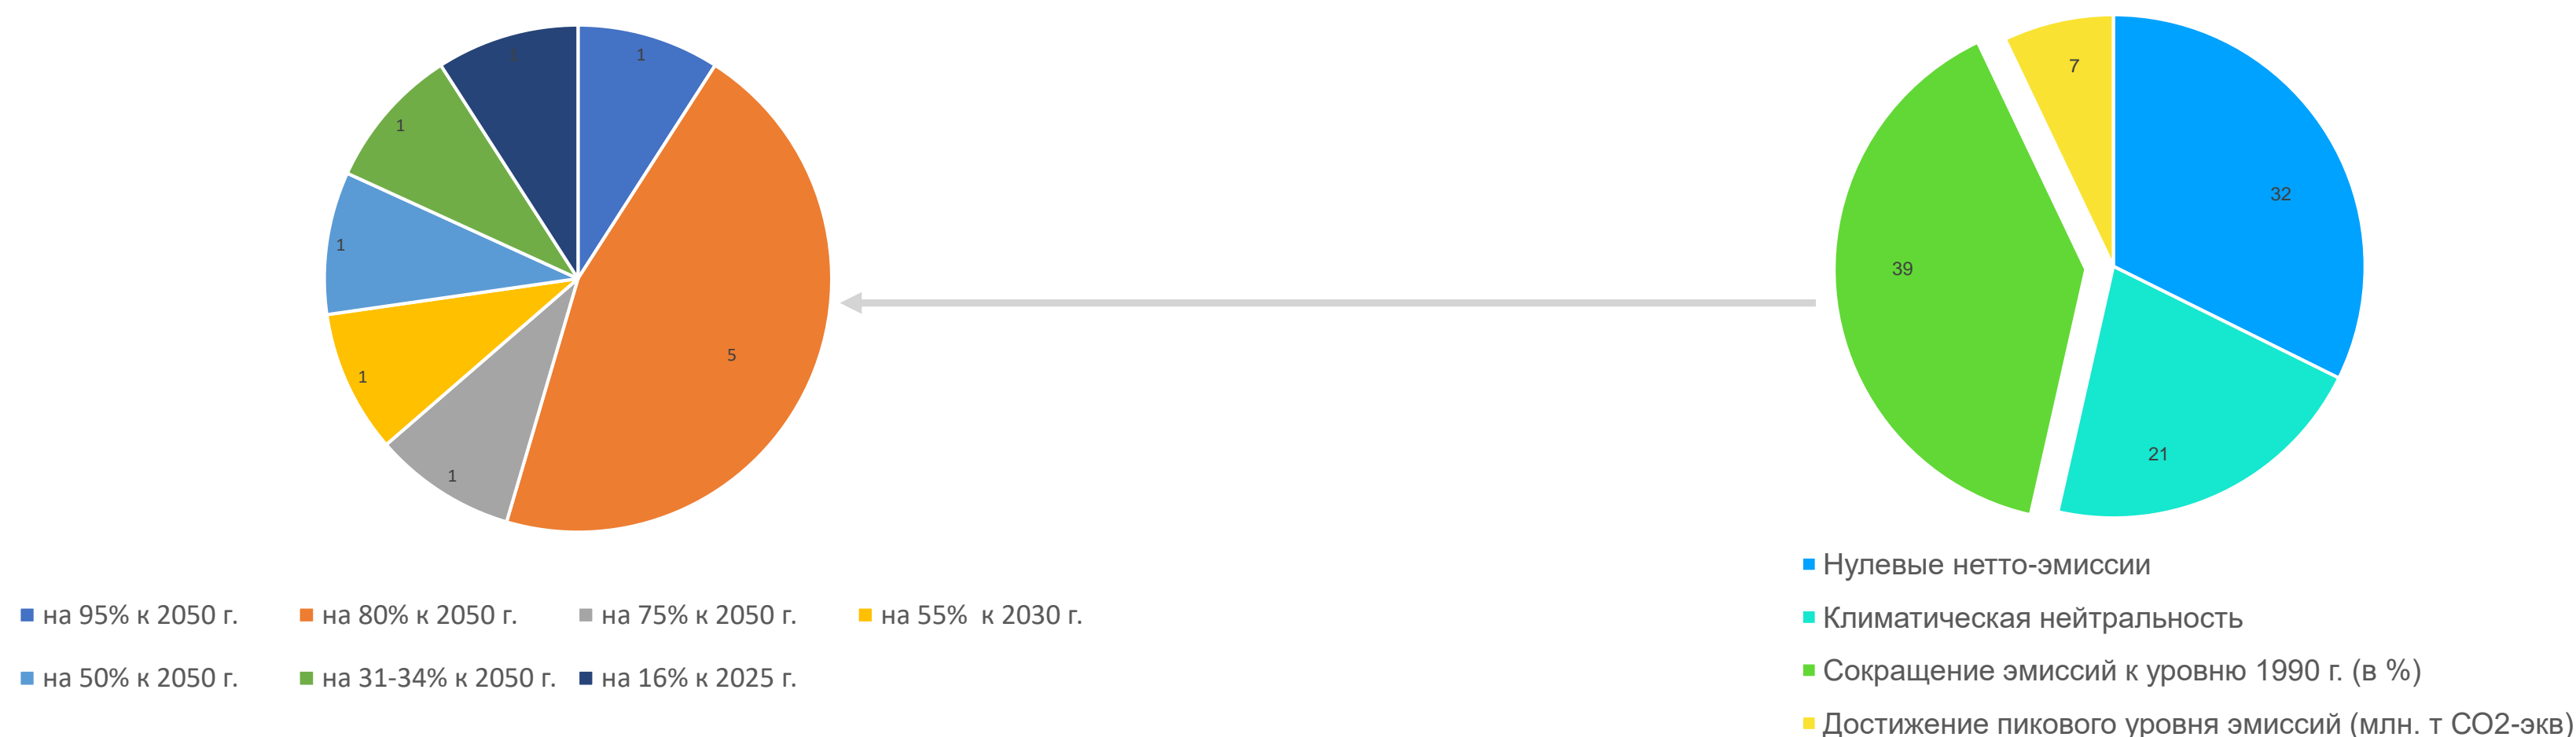 1
1
5
1
1
1
1
на 95% к 2050 г.
на 80% к 2050 г.
на 75% к 2050 г.
на 55%  к 2030 г.
на 50% к 2050 г.
на 31-34% к 2050 г.
на 16% к 2025 г.
7
32
39
21
Нулевые нетто-эмиссии
Климатическая нейтральность
Сокращение эмиссий к уровню 1990 г. (в %)
Достижение пикового уровня эмиссий (млн. т СО2-экв)